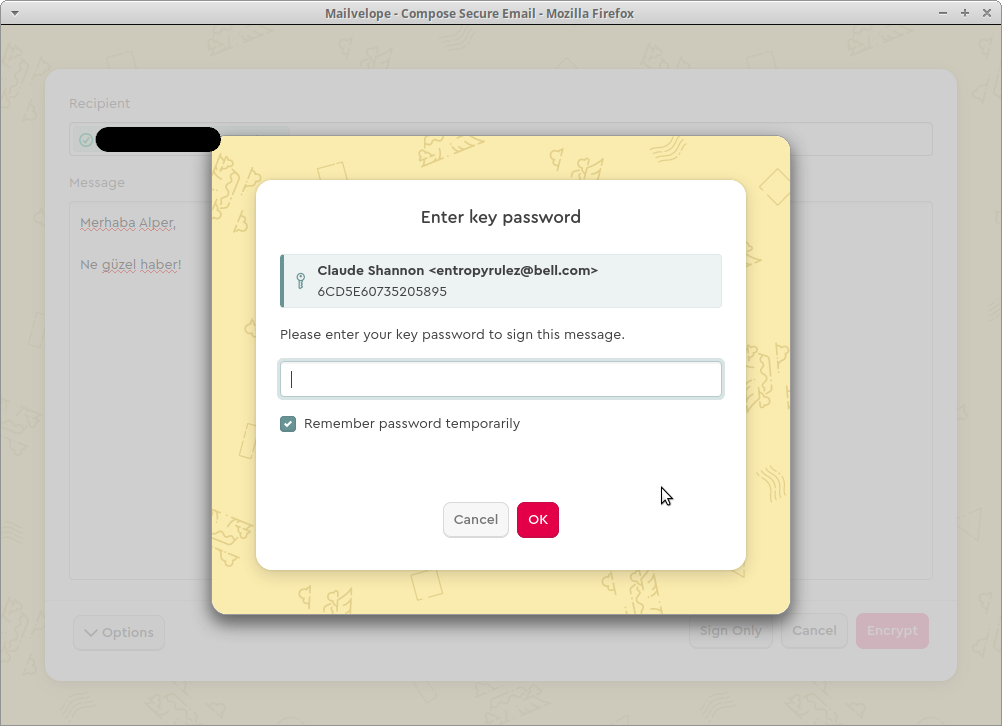 Mailvelope - Compose Secure Email - Mozilla Firefox
Recipient
Message
Merhaba Alper,
Ne güzel haber!
Enter key password
Claude Shannon <entropyrulez@bell.com>
6CD5E60735205895
Please enter your key password to sign this message.
Remember password temporarily
Cancel
OK
Options
Sign Only
Cancel
Encrypt